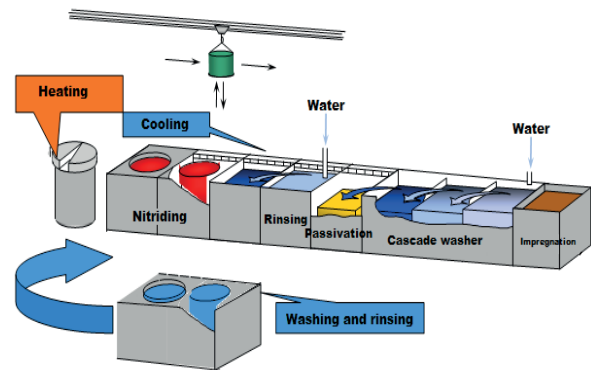 Heating
Cooling
Water
Water
Nitriding
Rinsing
Passivation
Cascade washer
Impregnation
Washing and rinsing